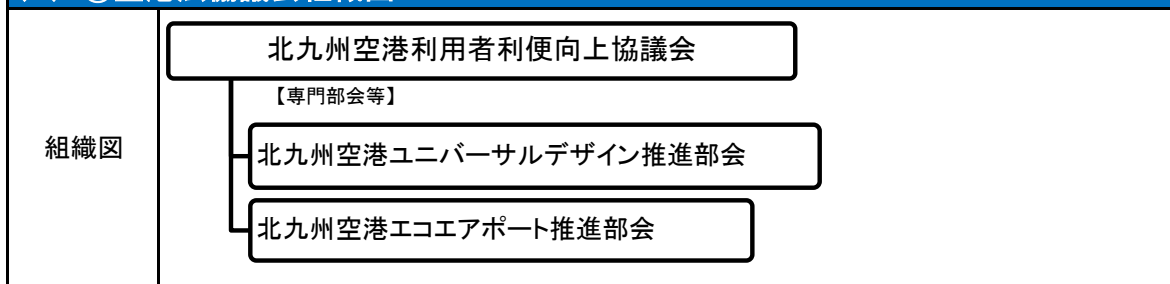 北九州空港利用者利便向上協議会
【専門部会等】
組織図
北九州空港ユニバーサルデザイン推進部会
北九州空港エコエアポート推進部会